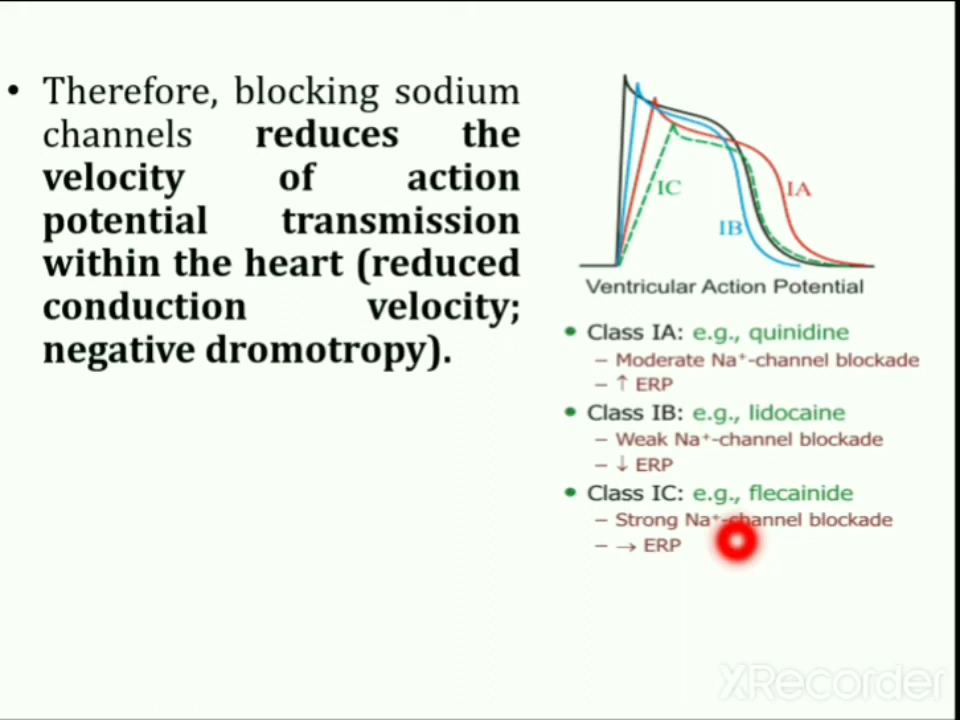 • Therefore, blocking sodium
channels reduces the
velocity of action
potential transmission
within the heart (reduced
conduction velocity;
negative dromotropy).
IC
IA
IB
Ventricular Action Potential
• Class IA: e.g., quinidine
– Moderate Na⁺-channel blockade
– ↑ ERP
• Class IB: e.g., lidocaine
– Weak Na⁺-channel blockade
– ↓ ERP
• Class IC: e.g., flecainide
– Strong Na⁺-channel blockade
– → ERP
XRecorder